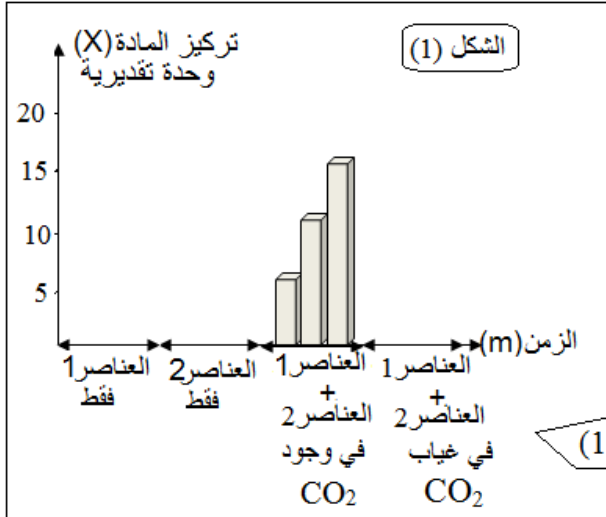 الشكل (1)
تركيز المادة(X)
وحدة تقديرية
20
15
10
5
الزمن(m)
العناصر1
فقط
العناصر2
فقط
العناصر1
+
العناصر2
في وجود
CO2
العناصر1
+
العناصر2
في غياب
CO2
(1